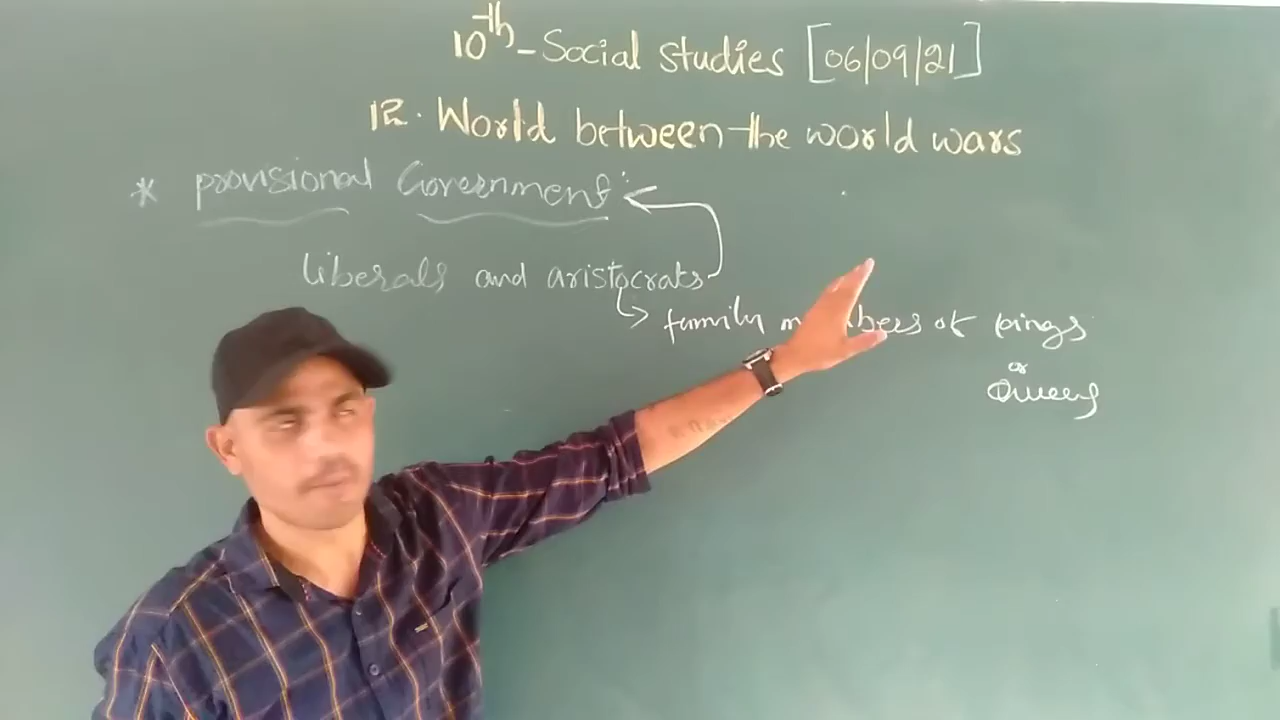 10th - Social studies [06/09/21]
12. World between the world wars
* provisional Government:
liberals and aristocrats
family members of kings
or
Queens